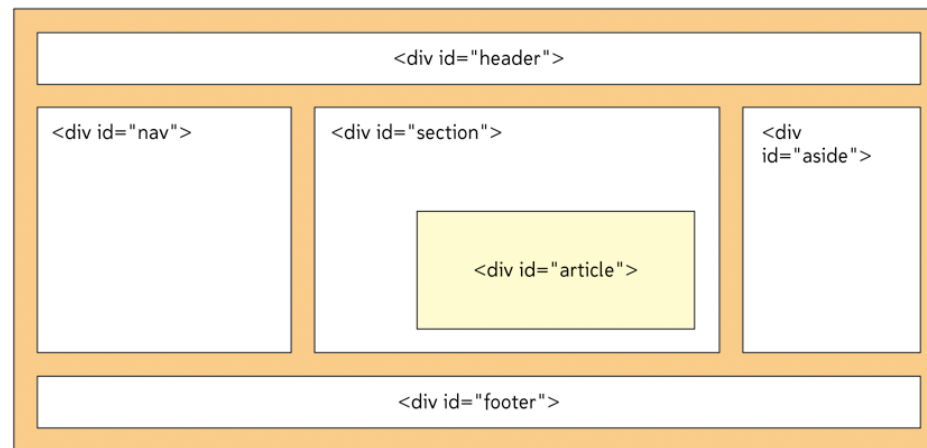 <div id="header">
<div id="nav">
<div id="section">
<div
id="aside">
<div id="article">
<div id="footer">